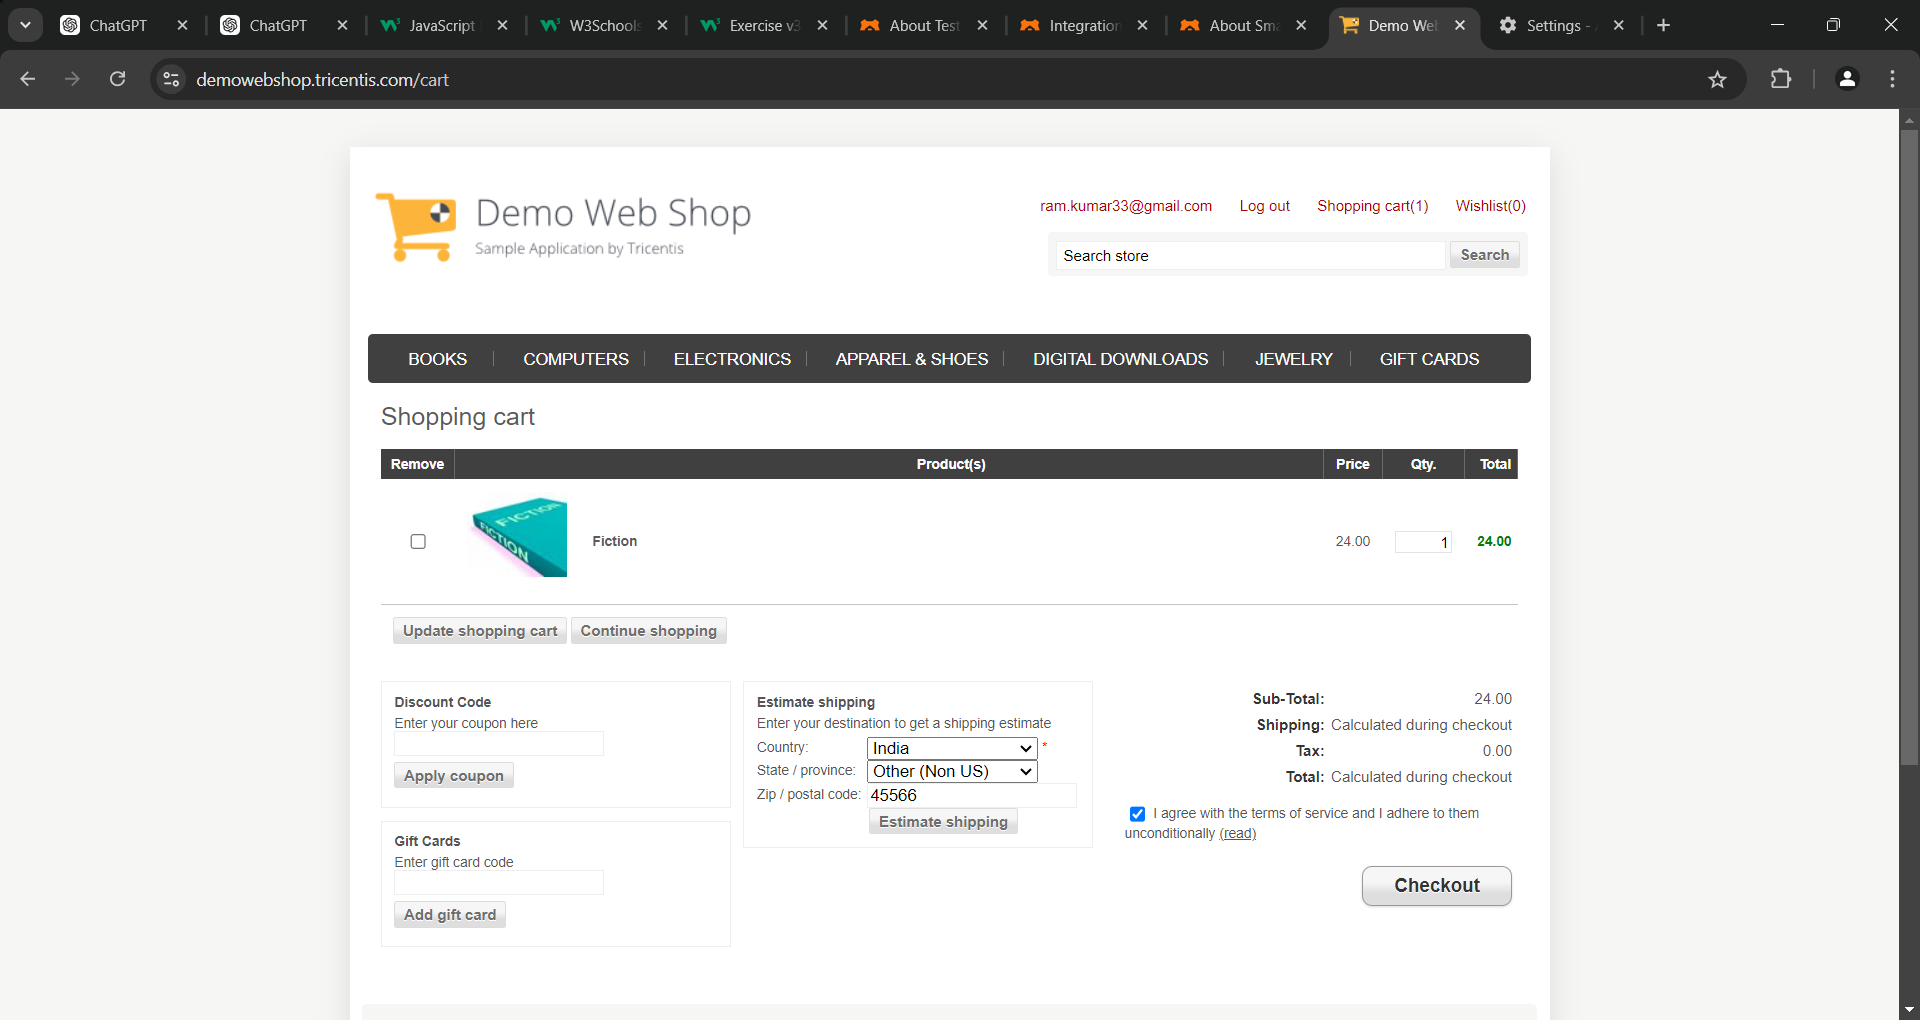 ChatGPT
ChatGPT
JavaScript
W3Schools
Exercise v3
About Test
Integration
About Sma
Demo Web
Settings -
demowebshop.tricentis.com/cart
Demo Web Shop
Sample Application by Tricentis
ram.kumar33@gmail.com Log out Shopping cart(1) Wishlist(0)
Search store Search
BOOKS COMPUTERS ELECTRONICS APPAREL & SHOES DIGITAL DOWNLOADS JEWELRY GIFT CARDS
Shopping cart
Remove Product(s) Price Qty. Total
FICTION
FICTION
Fiction 24.00 1 24.00
Update shopping cart Continue shopping
Discount Code
Enter your coupon here
Apply coupon
Gift Cards
Enter gift card code
Add gift card
Estimate shipping
Enter your destination to get a shipping estimate
Country: India *
State / province: Other (Non US)
Zip / postal code: 45566
Estimate shipping
Sub-Total: 24.00
Shipping: Calculated during checkout
Tax: 0.00
Total: Calculated during checkout
I agree with the terms of service and I adhere to them
unconditionally (read)
Checkout